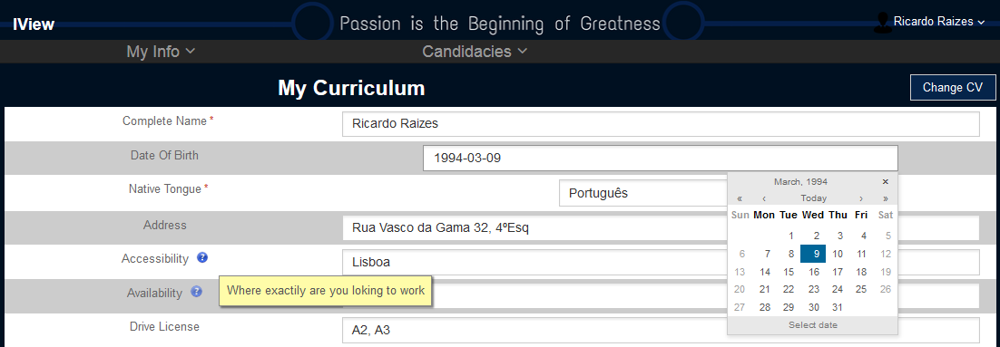 IView
Passion is the Beginning of Greatness
Ricardo Raizes
My Info
Candidacies
My Curriculum
Change CV
Complete Name * Ricardo Raizes
Date Of Birth 1994-03-09
Native Tongue * Português
Address Rua Vasco da Gama 32, 4ºEsq
Accessibility ? Lisboa
Where exactily are you loking to work
Availability ?
Drive License A2, A3
March, 1994 ×
« ‹ Today › »
Sun Mon Tue Wed Thu Fri Sat
1 2 3 4 5
6 7 8 9 10 11 12
13 14 15 16 17 18 19
20 21 22 23 24 25 26
27 28 29 30 31
Select date